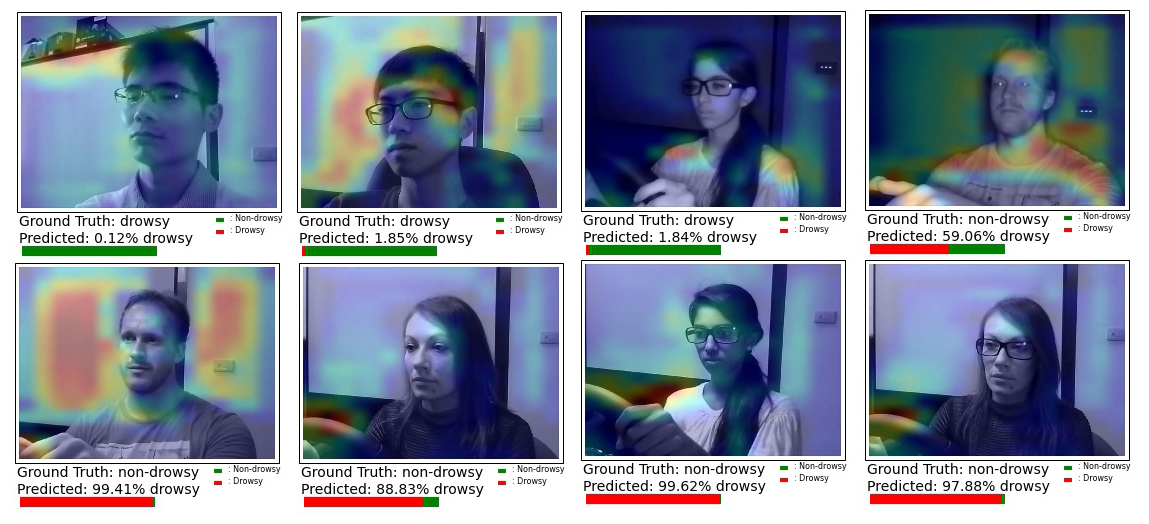 Ground Truth: drowsy
: Non-drowsy
: Drowsy
Predicted: 0.12% drowsy
Ground Truth: drowsy
: Non-drowsy
: Drowsy
Predicted: 1.85% drowsy
Ground Truth: drowsy
: Non-drowsy
: Drowsy
Predicted: 1.84% drowsy
Ground Truth: non-drowsy
: Non-drowsy
: Drowsy
Predicted: 59.06% drowsy
Ground Truth: non-drowsy
: Non-drowsy
: Drowsy
Predicted: 99.41% drowsy
Ground Truth: non-drowsy
: Non-drowsy
: Drowsy
Predicted: 88.83% drowsy
Ground Truth: non-drowsy
: Non-drowsy
: Drowsy
Predicted: 99.62% drowsy
Ground Truth: non-drowsy
: Non-drowsy
: Drowsy
Predicted: 97.88% drowsy